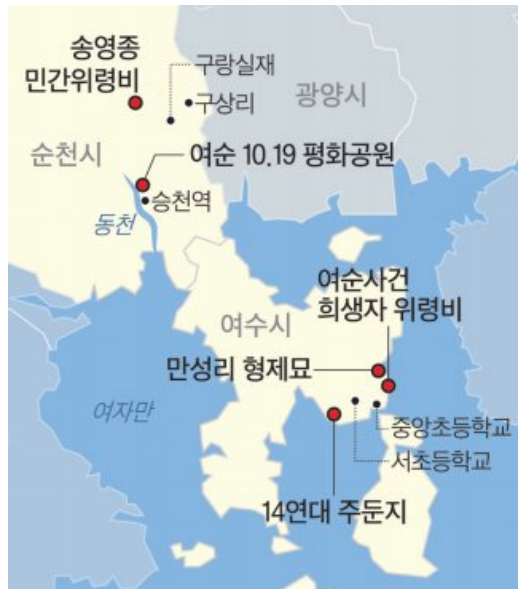 송영종
민간위령비
구랑실재
구상리
광양시
순천시
여순 10.19 평화공원
승천역
동천
여순사건
희생자 위령비
여수시
만성리 형제묘
여자만
중앙초등학교
서초등학교
14연대 주둔지